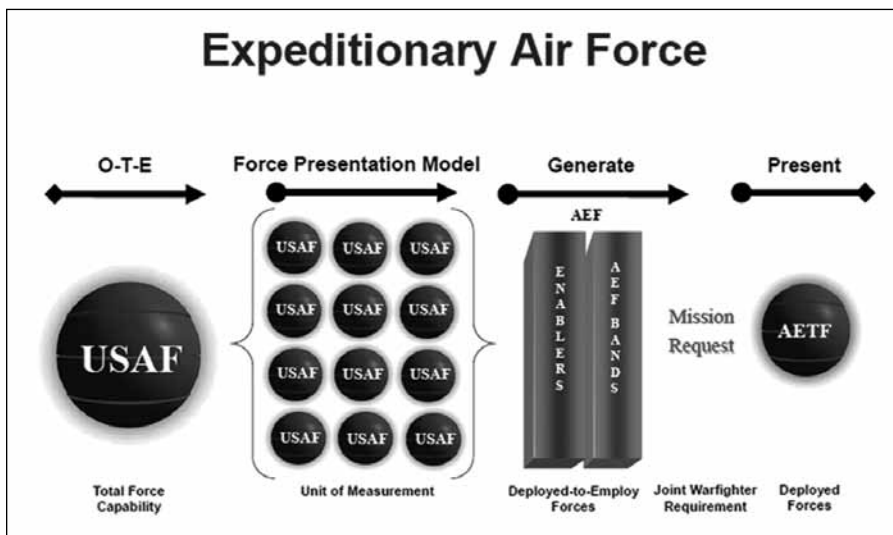 Expeditionary Air Force
O-T-E
Force Presentation Model
Generate
Present
AEF
USAF
USAF USAF USAF
USAF USAF USAF
USAF USAF USAF
USAF USAF USAF
ENABLERS
AEF BANDS
Mission
Request
AETF
Total Force
Capability
Unit of Measurement
Deployed-to-Employ
Forces
Joint Warfighter
Requirement
Deployed
Forces